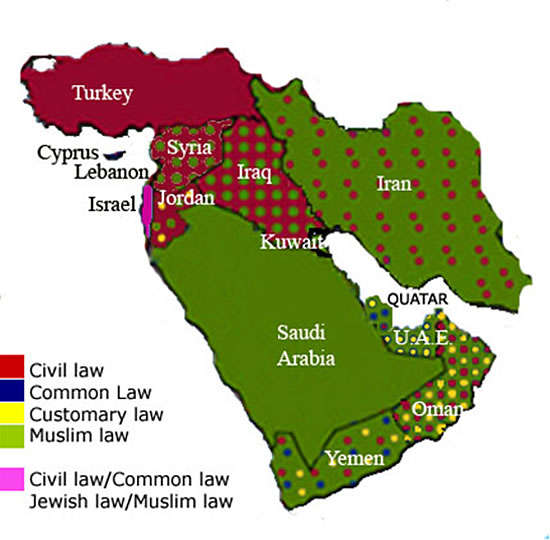 Turkey
Cyprus
Syria
Lebanon
Iraq
Iran
Israel
Jordan
Kuwait
QUATAR
Saudi
Arabia
U.A.E.
Oman
Yemen
Civil law
Common Law
Customary law
Muslim law
Civil law/Common law
Jewish law/Muslim law